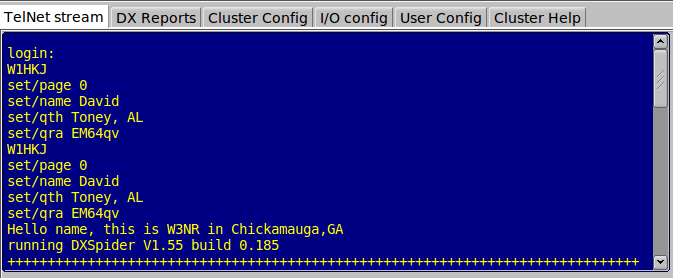 TelNet stream DX Reports Cluster Config I/O config User Config Cluster Help
login:
W1HKJ
set/page 0
set/name David
set/qth Toney, AL
set/qra EM64qv
W1HKJ
set/page 0
set/name David
set/qth Toney, AL
set/qra EM64qv
Hello name, this is W3NR in Chickamauga,GA
running DXSpider V1.55 build 0.185
+++++++++++++++++++++++++++++++++++++++++++++++++++++++++++++++++++++++++++++++